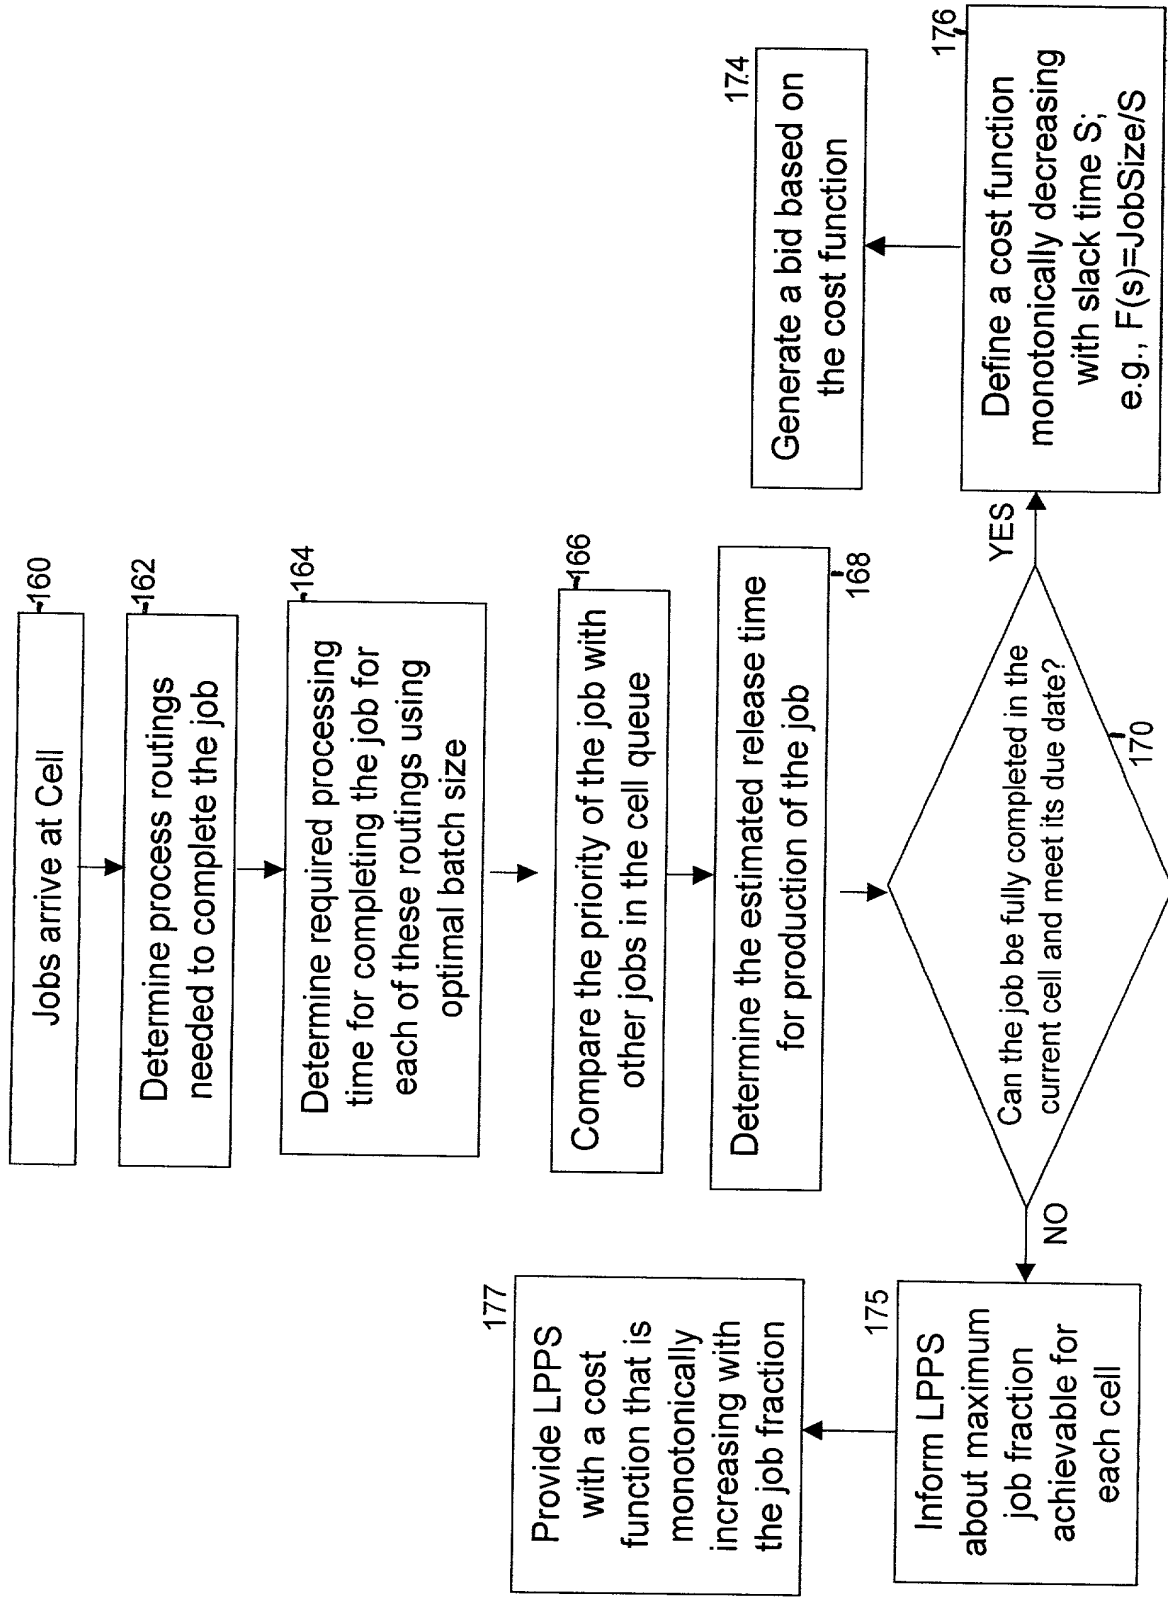 Jobs arrive at Cell
160
Determine process routings
needed to complete the job
162
Determine required processing
time for completing the job for
each of these routings using
optimal batch size
164
Compare the priority of the job with
other jobs in the cell queue
166
Determine the estimated release time
for production of the job
168
Can the job be fully completed in the
current cell and meet its due date?
170
NO
YES
175
Inform LPPS
about maximum
job fraction
achievable for
each cell
177
Provide LPPS
with a cost
function that is
monotonically
increasing with
the job fraction
176
Define a cost function
monotonically decreasing
with slack time S;
e.g., F(s)=JobSize/S
174
Generate a bid based on
the cost function